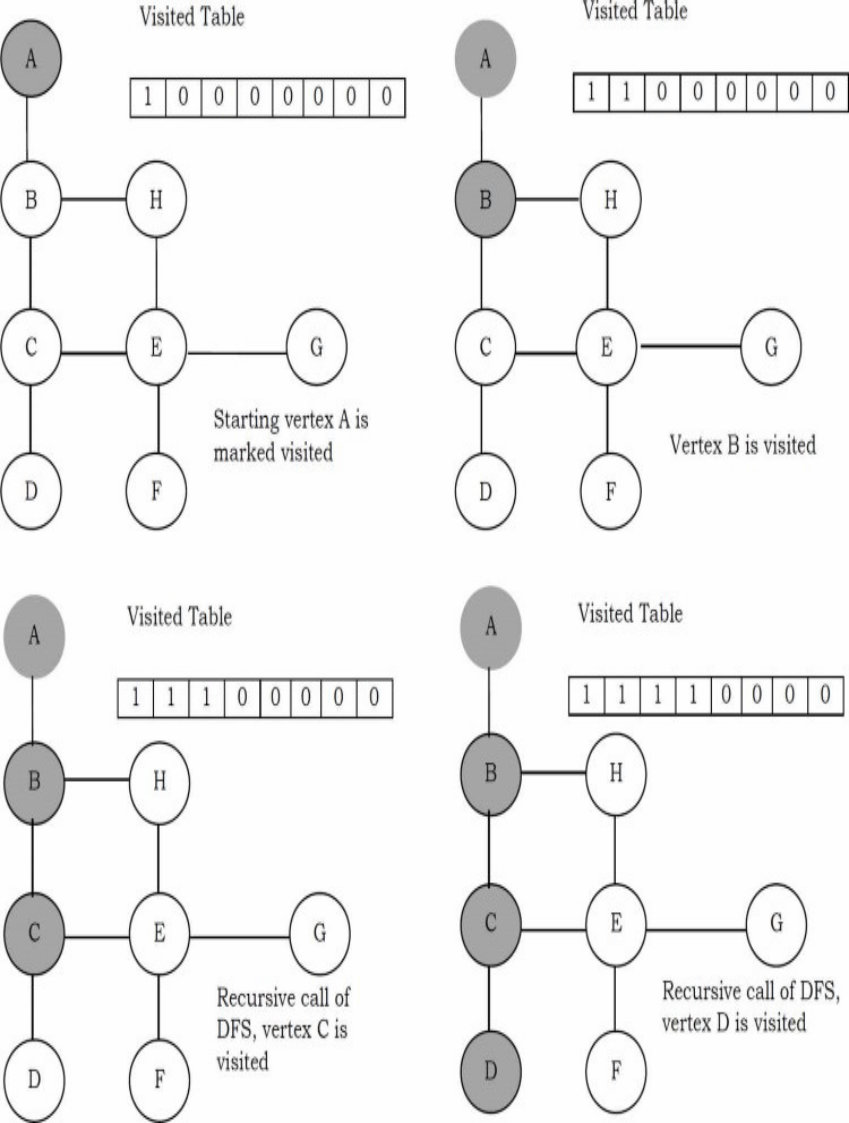 Visited Table
A
1 0 0 0 0 0 0 0
B H
C E G
Starting vertex A is
marked visited
D F
Visited Table
A
1 1 0 0 0 0 0 0
B H
C E G
Vertex B is visited
D F
Visited Table
A
1 1 1 0 0 0 0 0
B H
C E G
Recursive call of
DFS, vertex C is
visited
D F
Visited Table
A
1 1 1 1 0 0 0 0
B H
C E G
Recursive call of DFS,
vertex D is visited
D F